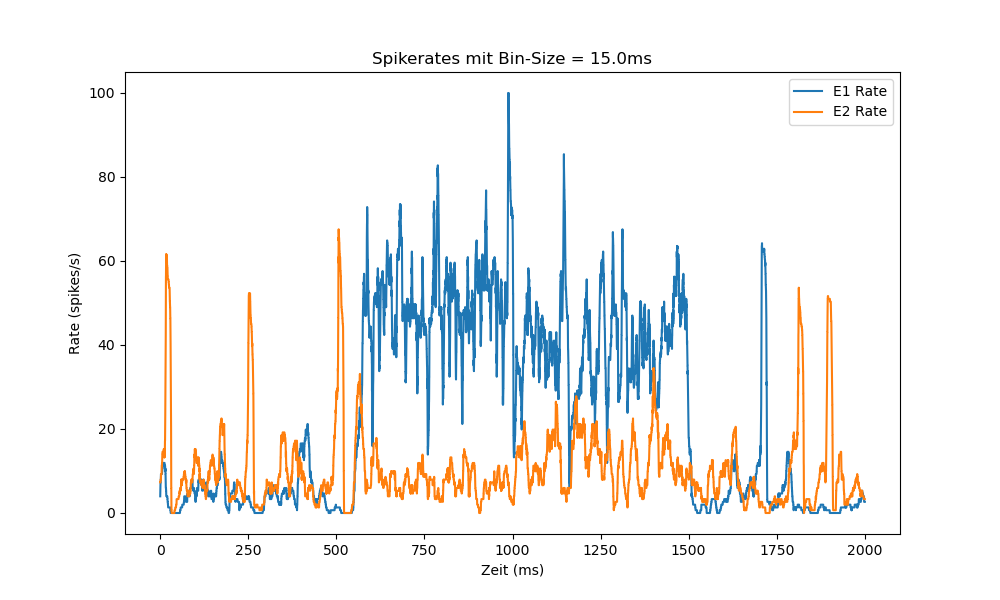 Spikerates mit Bin-Size = 15.0ms
E1 Rate
E2 Rate
100
80
60
40
20
0
Rate (spikes/s)
0 250 500 750 1000 1250 1500 1750 2000
Zeit (ms)